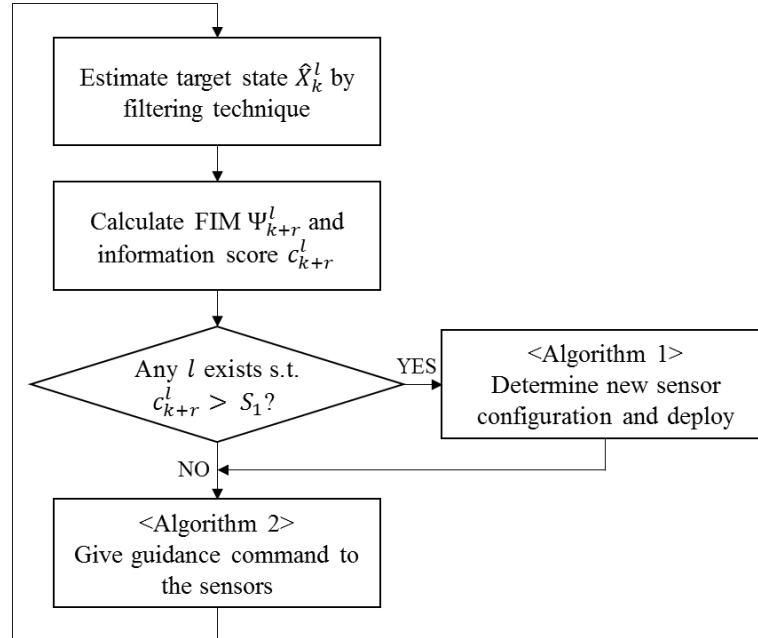 Estimate target state X̂ₖˡ by
filtering technique
Calculate FIM Ψₖ₊ᵣˡ and
information score cₖ₊ᵣˡ
Any l exists s.t.
cₖ₊ᵣˡ > S₁?
YES
<Algorithm 1>
Determine new sensor
configuration and deploy
NO
<Algorithm 2>
Give guidance command to
the sensors